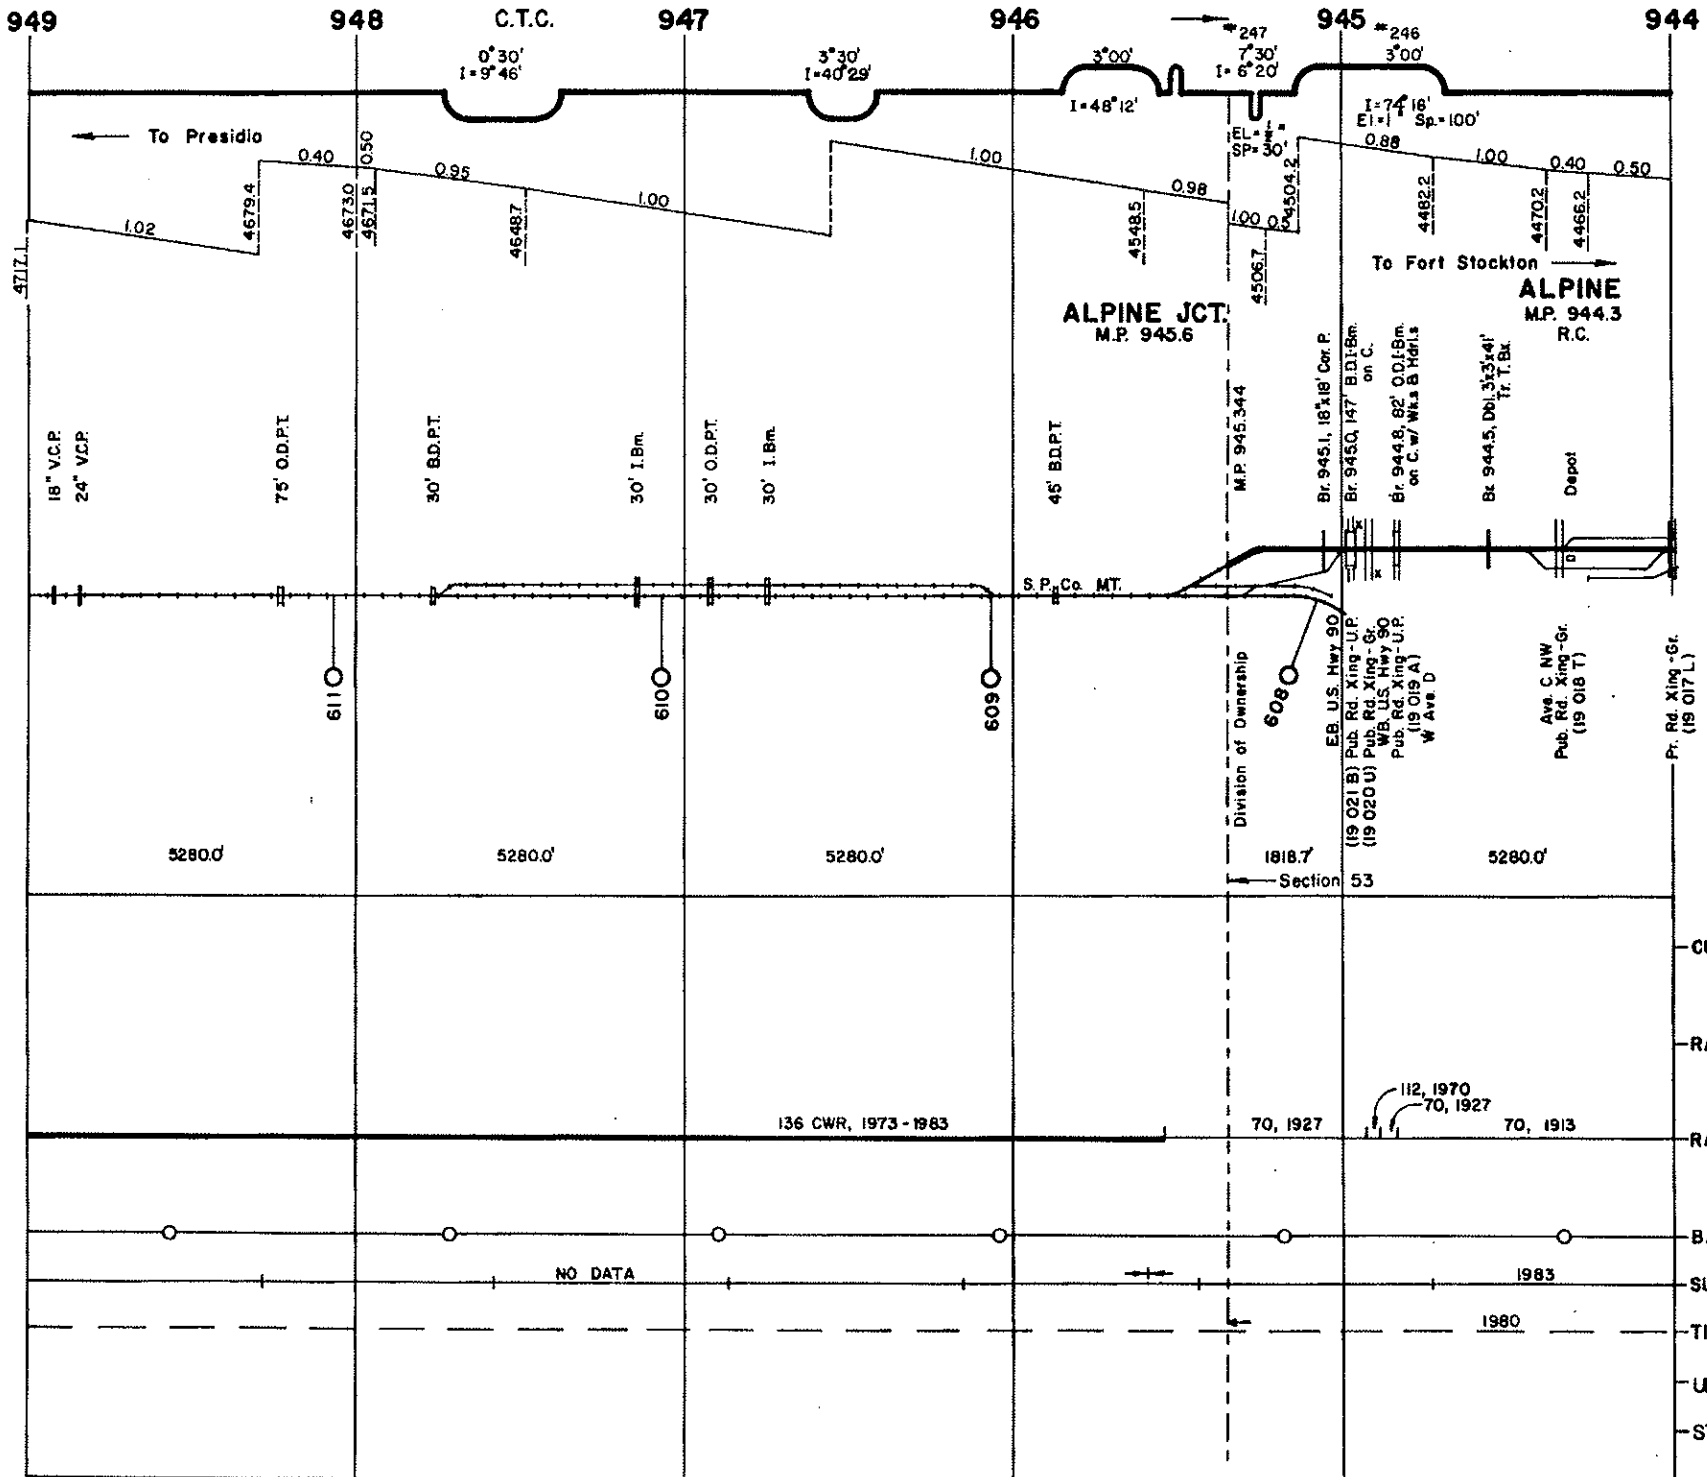 949
948
C.T.C.
947
946
945
944
#247
#246
0°30'
I=9°46'
3°30'
I=40°29'
3°00'
I=48°12'
7°30'
I=6°20'
3°00'
I=74°16'
El.=1" Sp.=100'
SP=30'
To Presidio
0.40
0.50
0.95
1.00
1.00
0.98
1.00
0.88
1.00
0.40
0.50
1.02
4717.1
4679.4
4673.0
4671.5
4648.7
4548.5
4506.7
4504.2
4482.2
4470.2
4466.2
To Fort Stockton
ALPINE JCT.
M.P. 945.6
ALPINE
M.P. 944.3
R.C.
18" V.C.P.
24" V.C.P.
75' O.D.P.T.
30' B.D.P.T.
30' I.Bm.
30' O.D.P.T.
30' I.Bm.
45' B.D.P.T.
M.P. 945.344
Br. 945.1, 18"x18' Cor. P.
Br. 945.0, 147' B.D.I-Bm.
on C.
Br. 944.8, 82' O.D.I-Bm.
on C. w/ Wks & Hdrls
Br. 944.5, Dbl. 3'x3'x41'
Tr. T. Bx.
Depot
S. P. Co. MT.
611
610
609
608
Division of Ownership
E.B. U.S. Hwy 90
(19 021 B) Pub. Rd. Xing-U.P.
(19 020 U) Pub. Rd. Xing-Gr.
W.B. U.S. Hwy 90
Pub. Rd. Xing-U.P.
(19 019 A)
W Ave. D
Ave. C NW
Pub. Rd. Xing-Gr.
(19 018 T)
Pr. Rd. Xing-Gr.
(19 017 L)
5280.0'
5280.0'
5280.0'
1818.7'
5280.0'
Section 53
CU
RA
112, 1970
70, 1927
136 CWR, 1973-1983
70, 1927
70, 1913
RA
B
NO DATA
1983
SU
1980
TI
U
ST